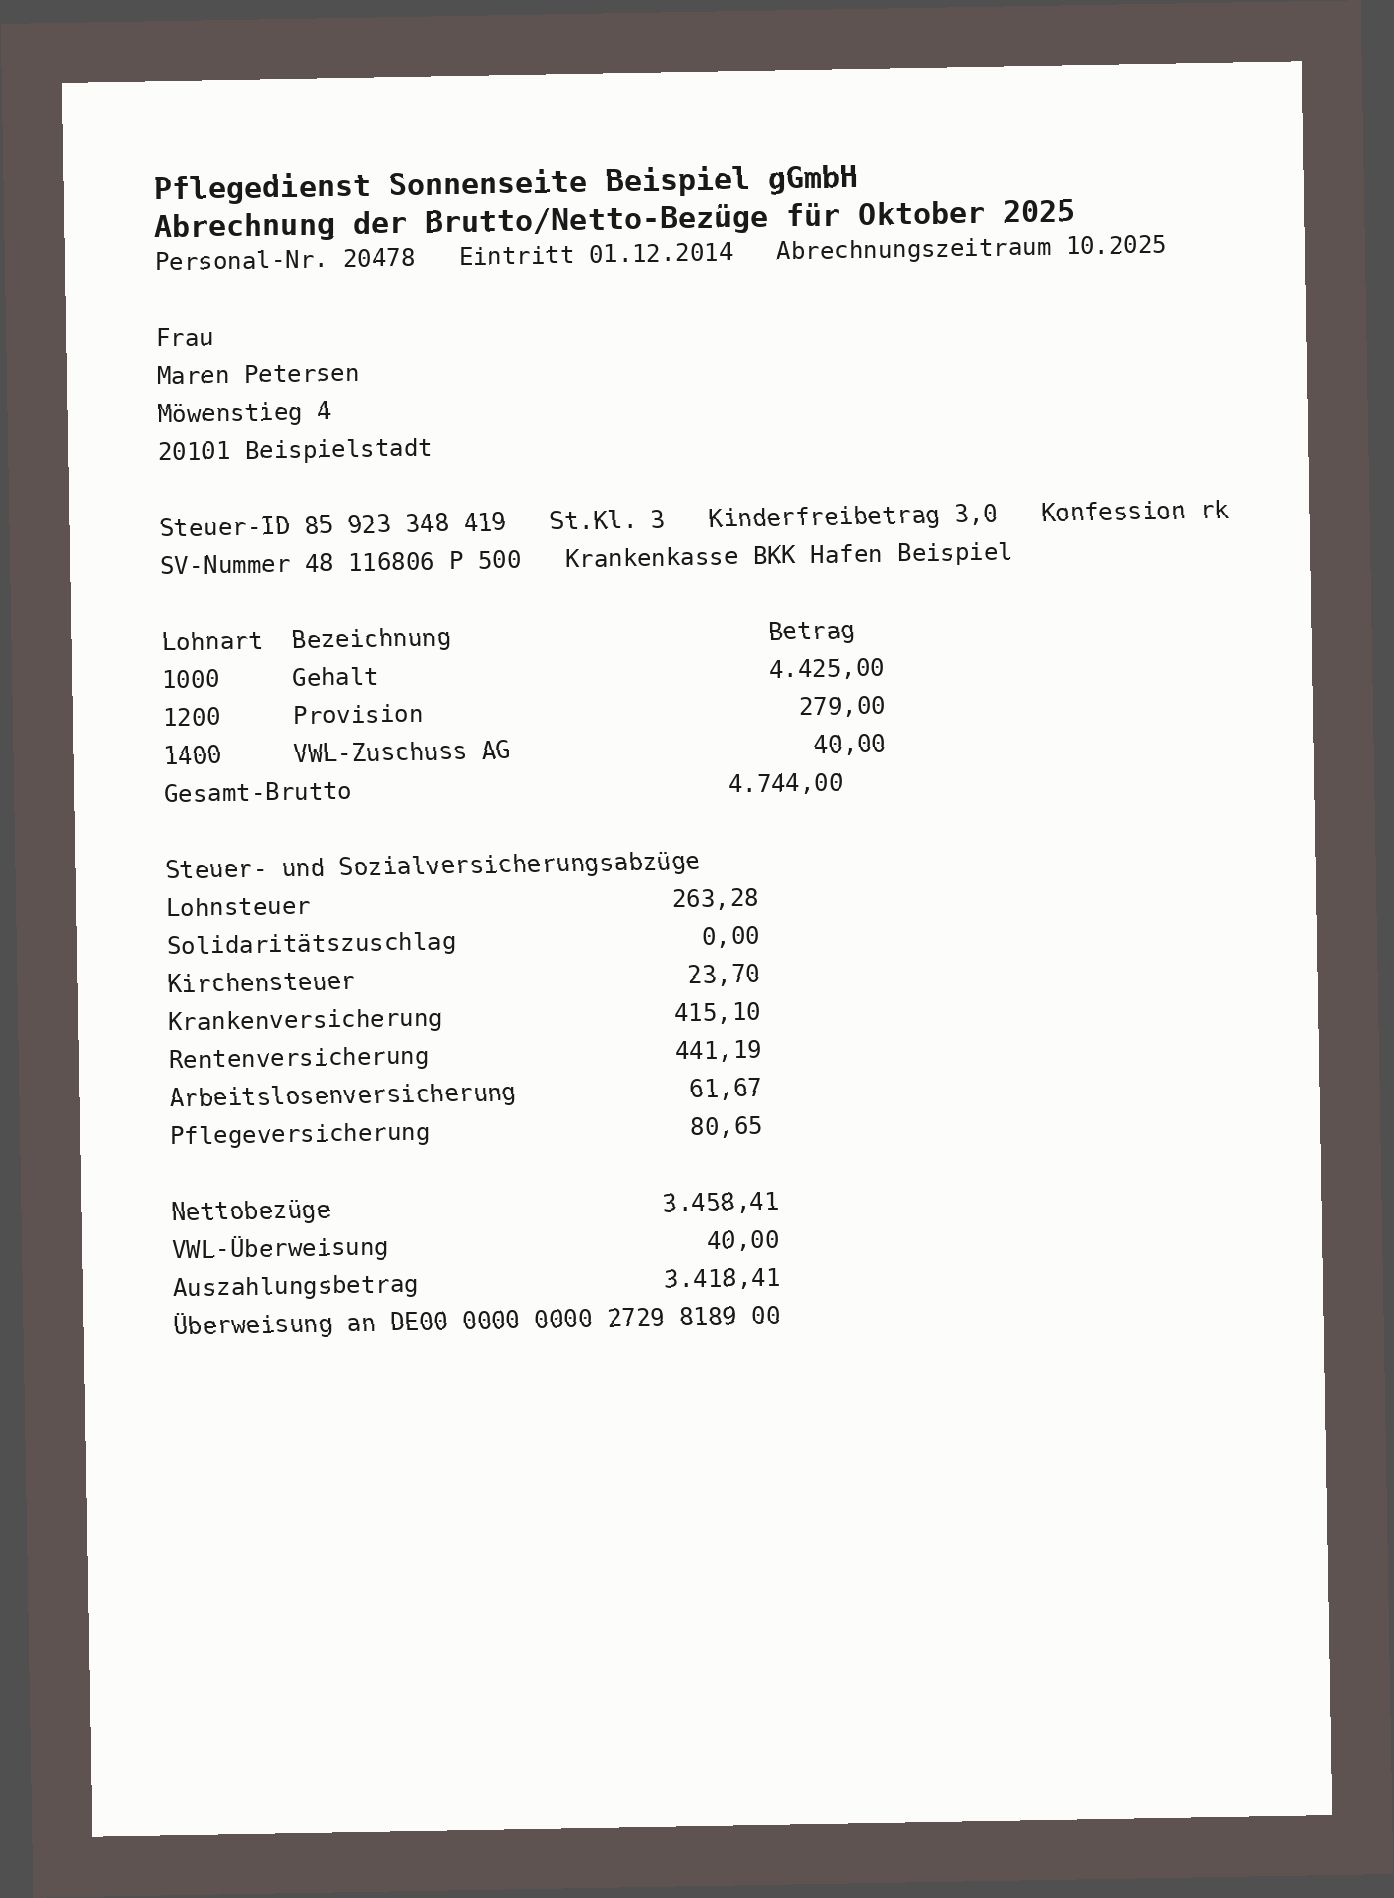 Pflegedienst Sonnenseite Beispiel gGmbH
Abrechnung der Brutto/Netto-Bezüge für Oktober 2025
Personal-Nr. 20478   Eintritt 01.12.2014   Abrechnungszeitraum 10.2025
Frau
Maren Petersen
Möwenstieg 4
20101 Beispielstadt
Steuer-ID 85 923 348 419   St.Kl. 3   Kinderfreibetrag 3,0   Konfession rk
SV-Nummer 48 116806 P 500   Krankenkasse BKK Hafen Beispiel
Lohnart  Bezeichnung   Betrag
1000   Gehalt   4.425,00
1200   Provision   279,00
1400   VWL-Zuschuss AG   40,00
Gesamt-Brutto   4.744,00
Steuer- und Sozialversicherungsabzüge
Lohnsteuer   263,28
Solidaritätszuschlag   0,00
Kirchensteuer   23,70
Krankenversicherung   415,10
Rentenversicherung   441,19
Arbeitslosenversicherung   61,67
Pflegeversicherung   80,65
Nettobezüge   3.458,41
VWL-Überweisung   40,00
Auszahlungsbetrag   3.418,41
Überweisung an DE00 0000 0000 2729 8189 00